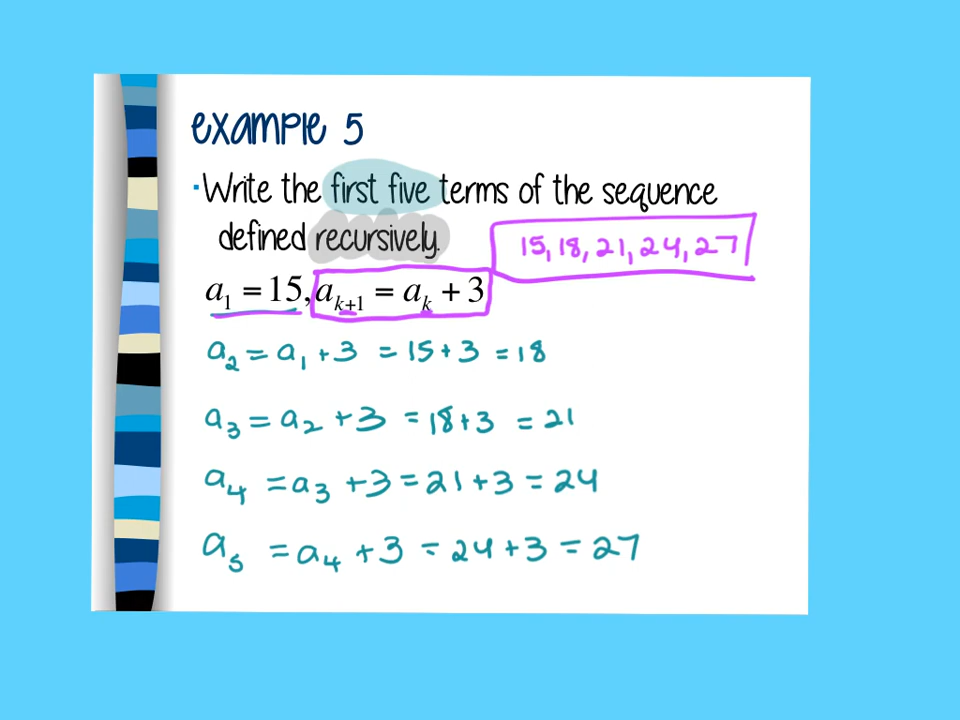 example 5
·Write the first five terms of the sequence
defined recursively.
15, 18, 21, 24, 27
a₁ = 15, aₖ₊₁ = aₖ + 3
a₂ = a₁ + 3 = 15 + 3 = 18
a₃ = a₂ + 3 = 18 + 3 = 21
a₄ = a₃ + 3 = 21 + 3 = 24
a₅ = a₄ + 3 = 24 + 3 = 27